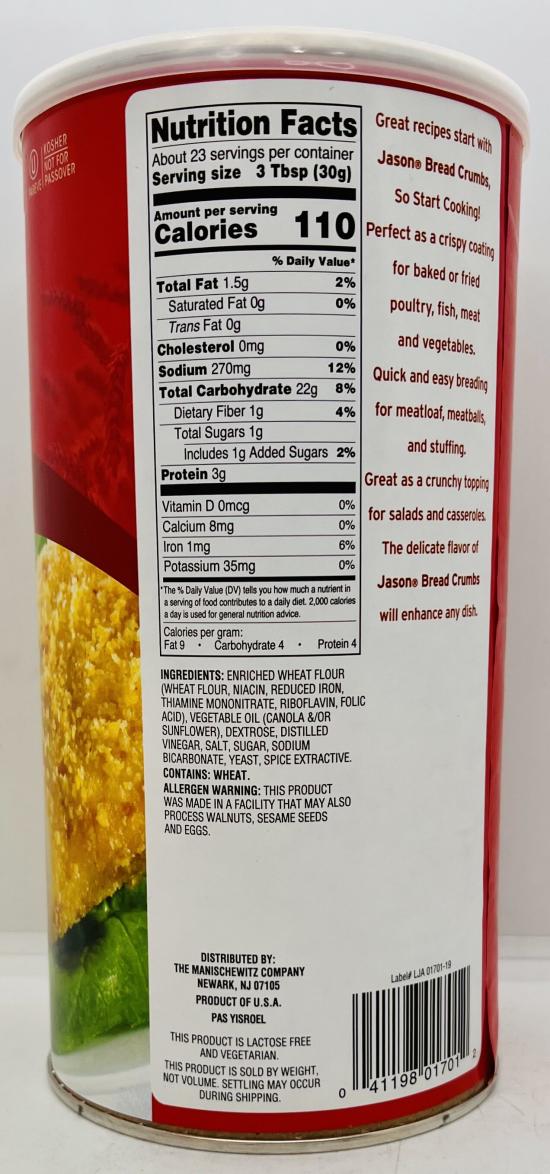 KOSHER
NOT FOR
PASSOVER
U
PAREVE
Nutrition Facts
About 23 servings per container
Serving size 3 Tbsp (30g)
Amount per serving
Calories 110
% Daily Value*
Total Fat 1.5g 2%
Saturated Fat 0g 0%
Trans Fat 0g
Cholesterol 0mg 0%
Sodium 270mg 12%
Total Carbohydrate 22g 8%
Dietary Fiber 1g 4%
Total Sugars 1g
Includes 1g Added Sugars 2%
Protein 3g
Vitamin D 0mcg 0%
Calcium 8mg 0%
Iron 1mg 6%
Potassium 35mg 0%
*The % Daily Value (DV) tells you how much a nutrient in
a serving of food contributes to a daily diet. 2,000 calories
a day is used for general nutrition advice.
Calories per gram:
Fat 9 • Carbohydrate 4 • Protein 4
INGREDIENTS: ENRICHED WHEAT FLOUR
(WHEAT FLOUR, NIACIN, REDUCED IRON,
THIAMINE MONONITRATE, RIBOFLAVIN, FOLIC
ACID), VEGETABLE OIL (CANOLA &/OR
SUNFLOWER), DEXTROSE, DISTILLED
VINEGAR, SALT, SUGAR, SODIUM
BICARBONATE, YEAST, SPICE EXTRACTIVE.
CONTAINS: WHEAT.
ALLERGEN WARNING: THIS PRODUCT
WAS MADE IN A FACILITY THAT MAY ALSO
PROCESS WALNUTS, SESAME SEEDS
AND EGGS.
DISTRIBUTED BY:
THE MANISCHEWITZ COMPANY
NEWARK, NJ 07105
PRODUCT OF U.S.A.
PAS YISROEL
THIS PRODUCT IS LACTOSE FREE
AND VEGETARIAN.
THIS PRODUCT IS SOLD BY WEIGHT,
NOT VOLUME. SETTLING MAY OCCUR
DURING SHIPPING.
Great recipes start with
Jason® Bread Crumbs,
So Start Cooking!
Perfect as a crispy coating
for baked or fried
poultry, fish, meat
and vegetables.
Quick and easy breading
for meatloaf, meatballs,
and stuffing.
Great as a crunchy topping
for salads and casseroles.
The delicate flavor of
Jason® Bread Crumbs
will enhance any dish.
Label# LJA 01701-19
0 41198 01701 2